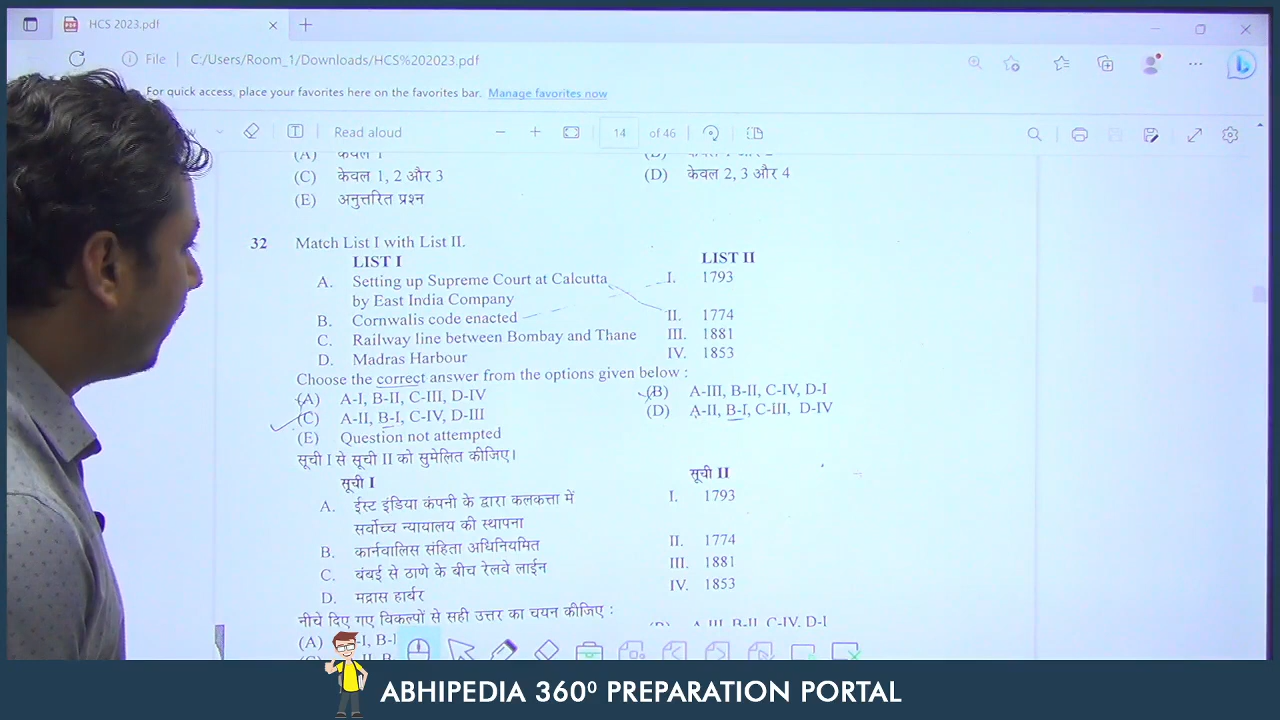 HCS 2023.pdf
File C:/Users/Room_1/Downloads/HCS%202023.pdf
For quick access, place your favorites here on the favorites bar. Manage favorites now
Read aloud 14 of 46
(A) केवल 1
(C) केवल 1, 2 और 3 (D) केवल 2, 3 और 4
(E) अनुत्तरित प्रश्न
32 Match List I with List II.
LIST I LIST II
A. Setting up Supreme Court at Calcutta I. 1793
by East India Company
B. Cornwalis code enacted II. 1774
C. Railway line between Bombay and Thane III. 1881
D. Madras Harbour IV. 1853
Choose the correct answer from the options given below :
(A) A-I, B-II, C-III, D-IV (B) A-III, B-II, C-IV, D-I
(C) A-II, B-I, C-IV, D-III (D) A-II, B-I, C-III, D-IV
(E) Question not attempted
सूची I से सूची II को सुमेलित कीजिए।
सूची I सूची II
A. ईस्ट इंडिया कंपनी के द्वारा कलकत्ता में I. 1793
सर्वोच्च न्यायालय की स्थापना
B. कार्नवालिस संहिता अधिनियमित II. 1774
C. बंबई से ठाणे के बीच रेलवे लाईन III. 1881
D. मद्रास हार्बर IV. 1853
नीचे दिए गए विकल्पों से सही उत्तर का चयन कीजिए :
(A) -I, B-I A-III, B-II, C-IV, D-I
ABHIPEDIA 360⁰ PREPARATION PORTAL